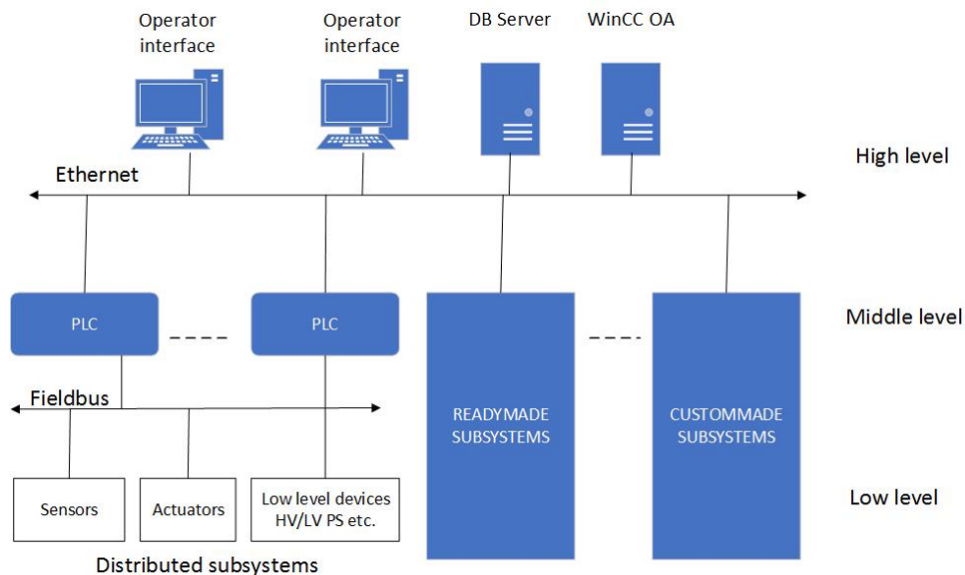 Operator
interface
Operator
interface
DB Server
WinCC OA
High level
Ethernet
PLC
PLC
Middle level
Fieldbus
READYMADE
SUBSYSTEMS
CUSTOMMADE
SUBSYSTEMS
Sensors
Actuators
Low level devices
HV/LV PS etc.
Low level
Distributed subsystems